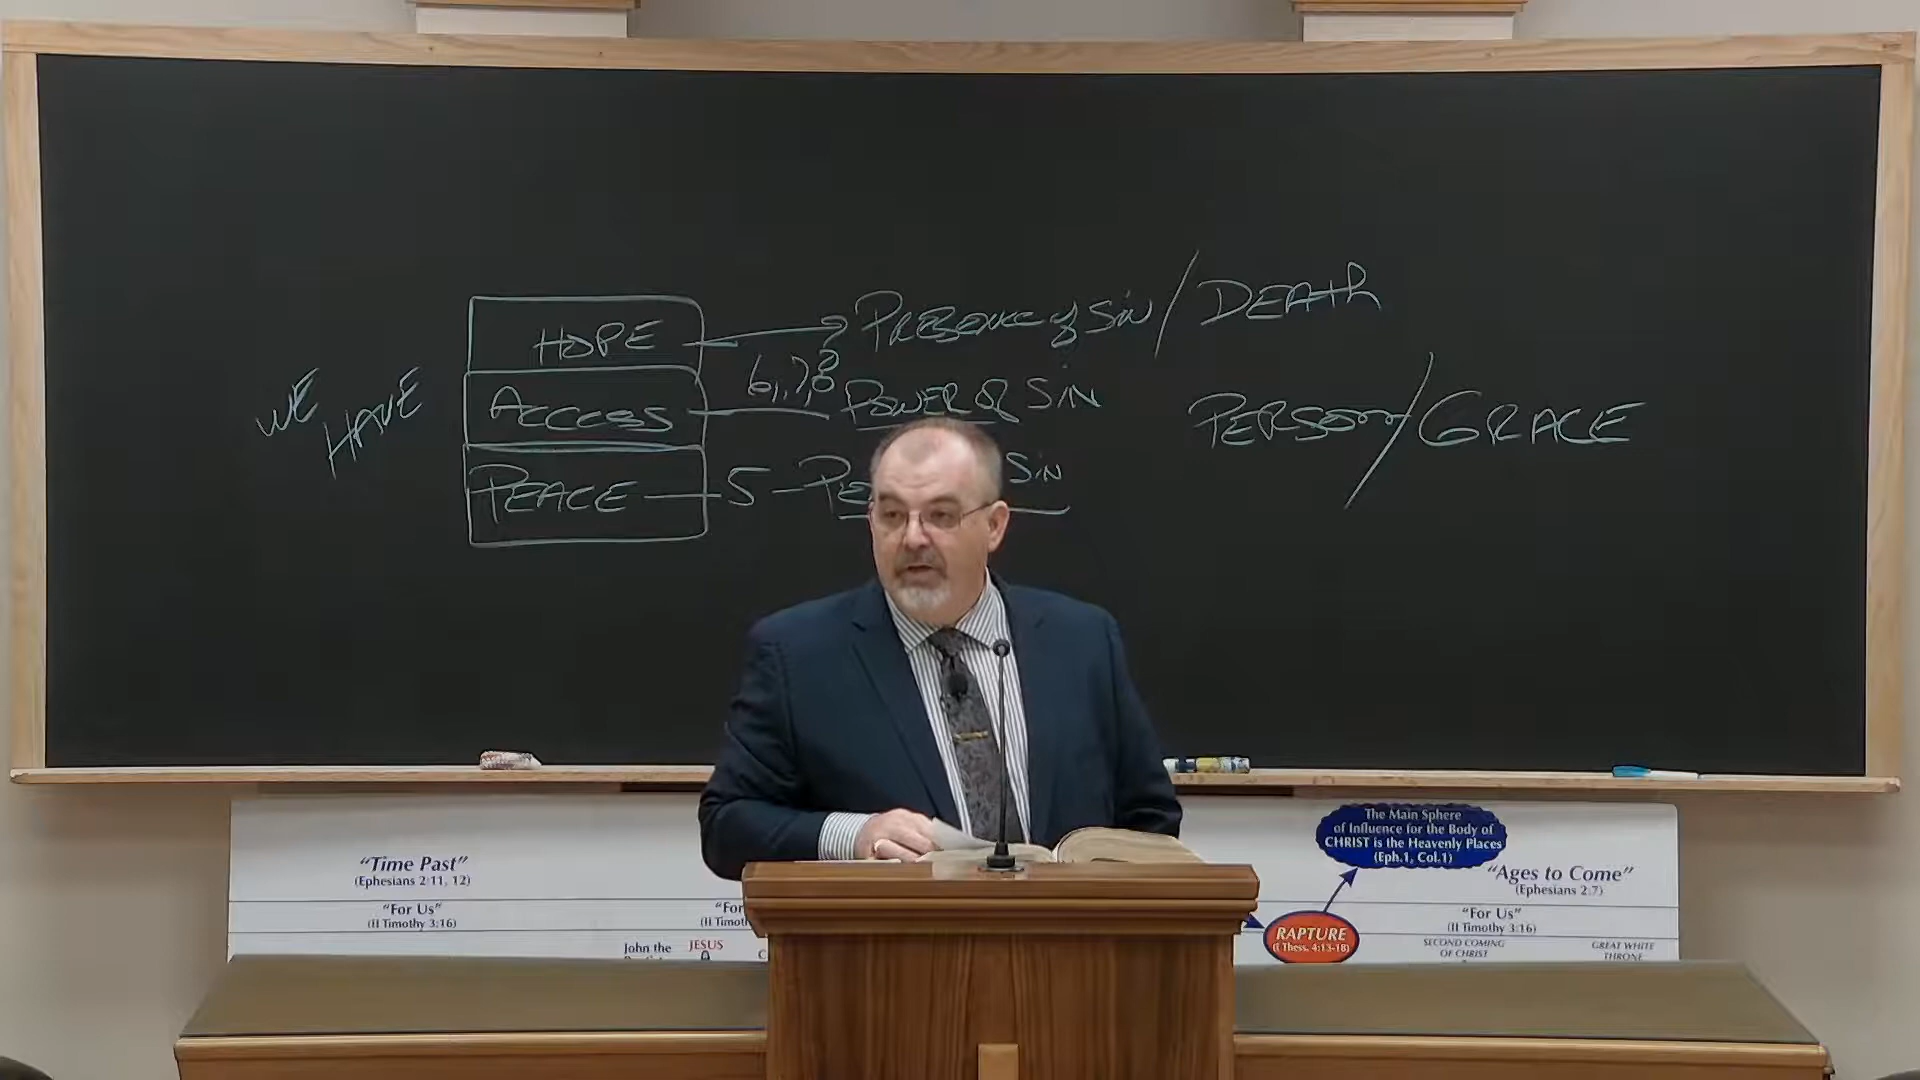 HOPE
PRESENCE of Sin / DEATH
WE HAVE
6,7,8
ACCESS
POWER of SiN
PERSON / GRACE
PEACE
5
SiN
The Main Sphere
of Influence for the Body of
CHRIST is the Heavenly Places
(Eph.1, Col.1)
"Time Past"
(Ephesians 2:11, 12)
"Ages to Come"
(Ephesians 2:7)
"For Us"
(II Timothy 3:16)
"For Us"
(II Timothy 3:16)
RAPTURE
(I Thess. 4:13-18)
John the
JESUS
SECOND COMING
OF CHRIST
GREAT WHITE
THRONE